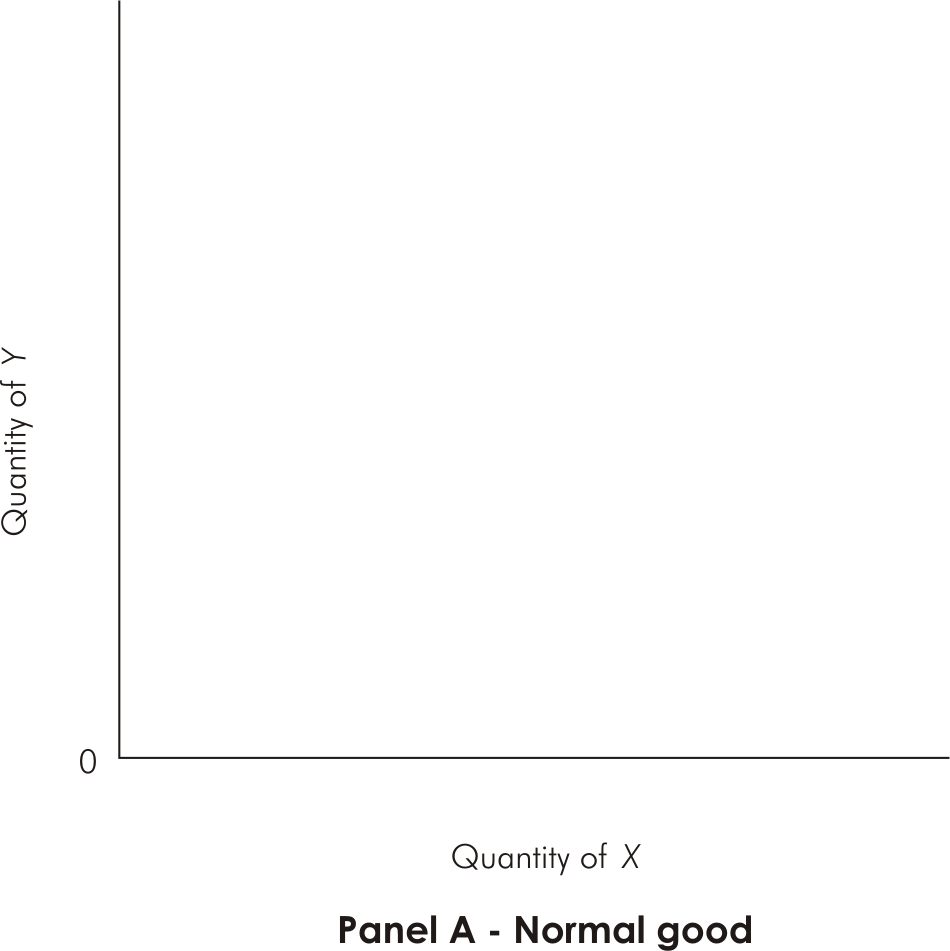 Quantity of Y
0
Quantity of X
Panel A - Normal good